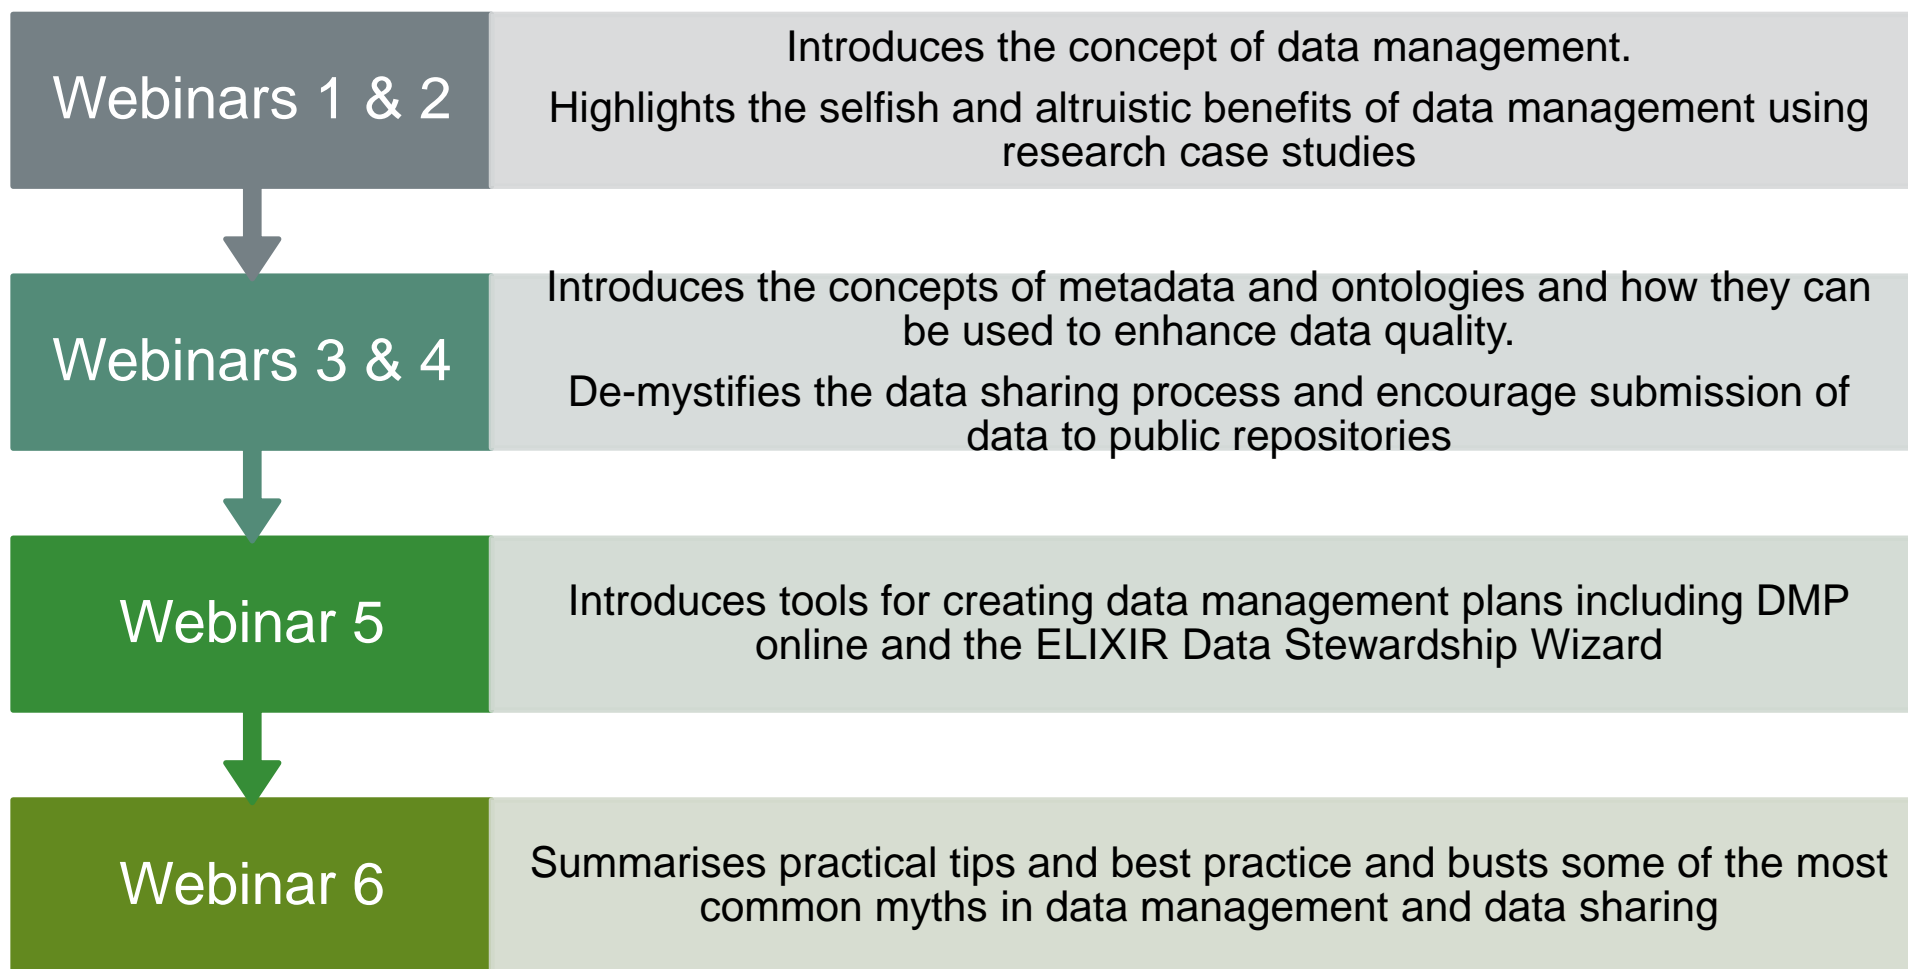 Webinars 1 & 2
Introduces the concept of data management.
Highlights the selfish and altruistic benefits of data management using
research case studies
Webinars 3 & 4
Introduces the concepts of metadata and ontologies and how they can
be used to enhance data quality.
De-mystifies the data sharing process and encourage submission of
data to public repositories
Webinar 5
Introduces tools for creating data management plans including DMP
online and the ELIXIR Data Stewardship Wizard
Webinar 6
Summarises practical tips and best practice and busts some of the most
common myths in data management and data sharing